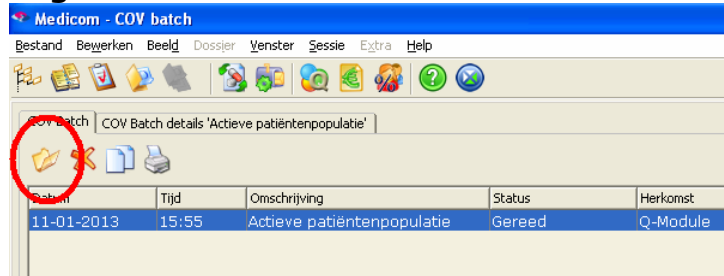 Medicom - COV batch
Bestand Bewerken Beeld Dossier Venster Sessie Extra Help
COV Batch COV Batch details 'Actieve patiëntenpopulatie'
Datum Tijd Omschrijving Status Herkomst
11-01-2013 15:55 Actieve patiëntenpopulatie Gereed Q-Module